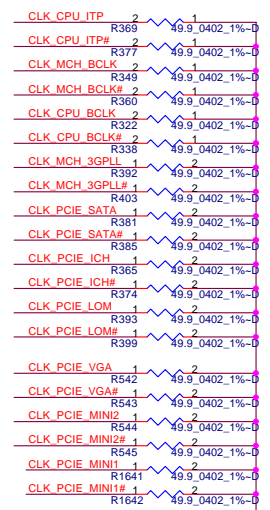 CLK_CPU_ITP 2 1
R369 49.9_0402_1%~D
CLK_CPU_ITP# 2 1
R377 49.9_0402_1%~D
CLK_MCH_BCLK 2 1
R349 49.9_0402_1%~D
CLK_MCH_BCLK# 2 1
R360 49.9_0402_1%~D
CLK_CPU_BCLK 2 1
R322 49.9_0402_1%~D
CLK_CPU_BCLK# 2 1
R338 49.9_0402_1%~D
CLK_MCH_3GPLL 1 2
R392 49.9_0402_1%~D
CLK_MCH_3GPLL# 1 2
R403 49.9_0402_1%~D
CLK_PCIE_SATA 1 2
R381 49.9_0402_1%~D
CLK_PCIE_SATA# 1 2
R385 49.9_0402_1%~D
CLK_PCIE_ICH 1 2
R365 49.9_0402_1%~D
CLK_PCIE_ICH# 1 2
R374 49.9_0402_1%~D
CLK_PCIE_LOM 1 2
R393 49.9_0402_1%~D
CLK_PCIE_LOM# 1 2
R399 49.9_0402_1%~D
CLK_PCIE_VGA 1 2
R542 49.9_0402_1%~D
CLK_PCIE_VGA# 1 2
R543 49.9_0402_1%~D
CLK_PCIE_MINI2 1 2
R544 49.9_0402_1%~D
CLK_PCIE_MINI2# 1 2
R545 49.9_0402_1%~D
CLK_PCIE_MINI1 1 2
R1641 49.9_0402_1%~D
CLK_PCIE_MINI1# 1 2
R1642 49.9_0402_1%~D